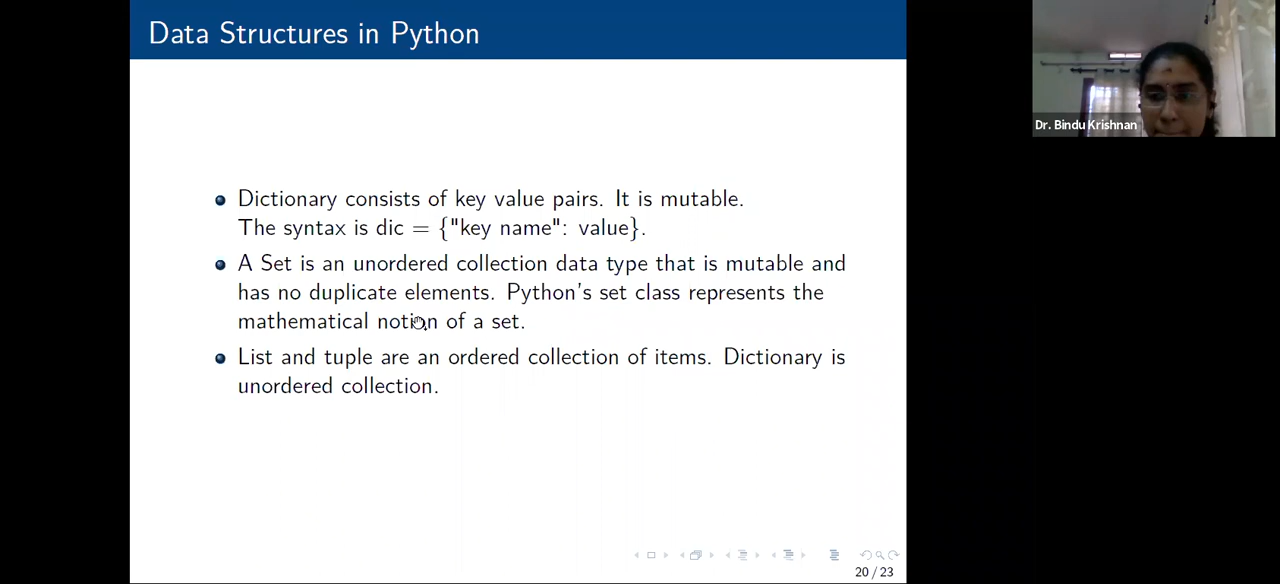 Data Structures in Python
Dr. Bindu Krishnan
Dictionary consists of key value pairs. It is mutable.
The syntax is dic = {"key name": value}.
A Set is an unordered collection data type that is mutable and
has no duplicate elements. Python's set class represents the
mathematical notion of a set.
List and tuple are an ordered collection of items. Dictionary is
unordered collection.
20 / 23